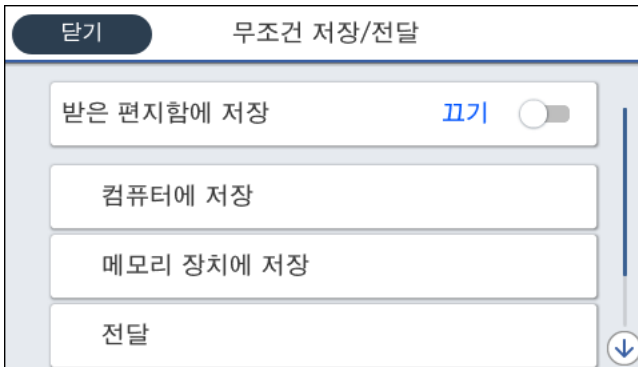 닫기 무조건 저장/전달
받은 편지함에 저장 끄기
컴퓨터에 저장
메모리 장치에 저장
전달